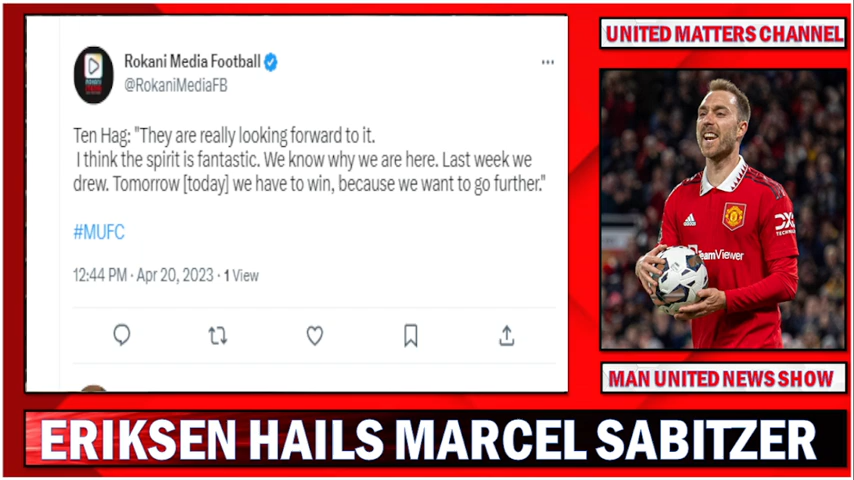 UNITED MATTERS CHANNEL
Rokani Media Football
@RokaniMediaFB
Ten Hag: "They are really looking forward to it.
I think the spirit is fantastic. We know why we are here. Last week we
drew. Tomorrow [today] we have to win, because we want to go further."
#MUFC
12:44 PM · Apr 20, 2023 · 1 View
DXC
TECHNOLOGY
TeamViewer
MAN UNITED NEWS SHOW
ERIKSEN HAILS MARCEL SABITZER